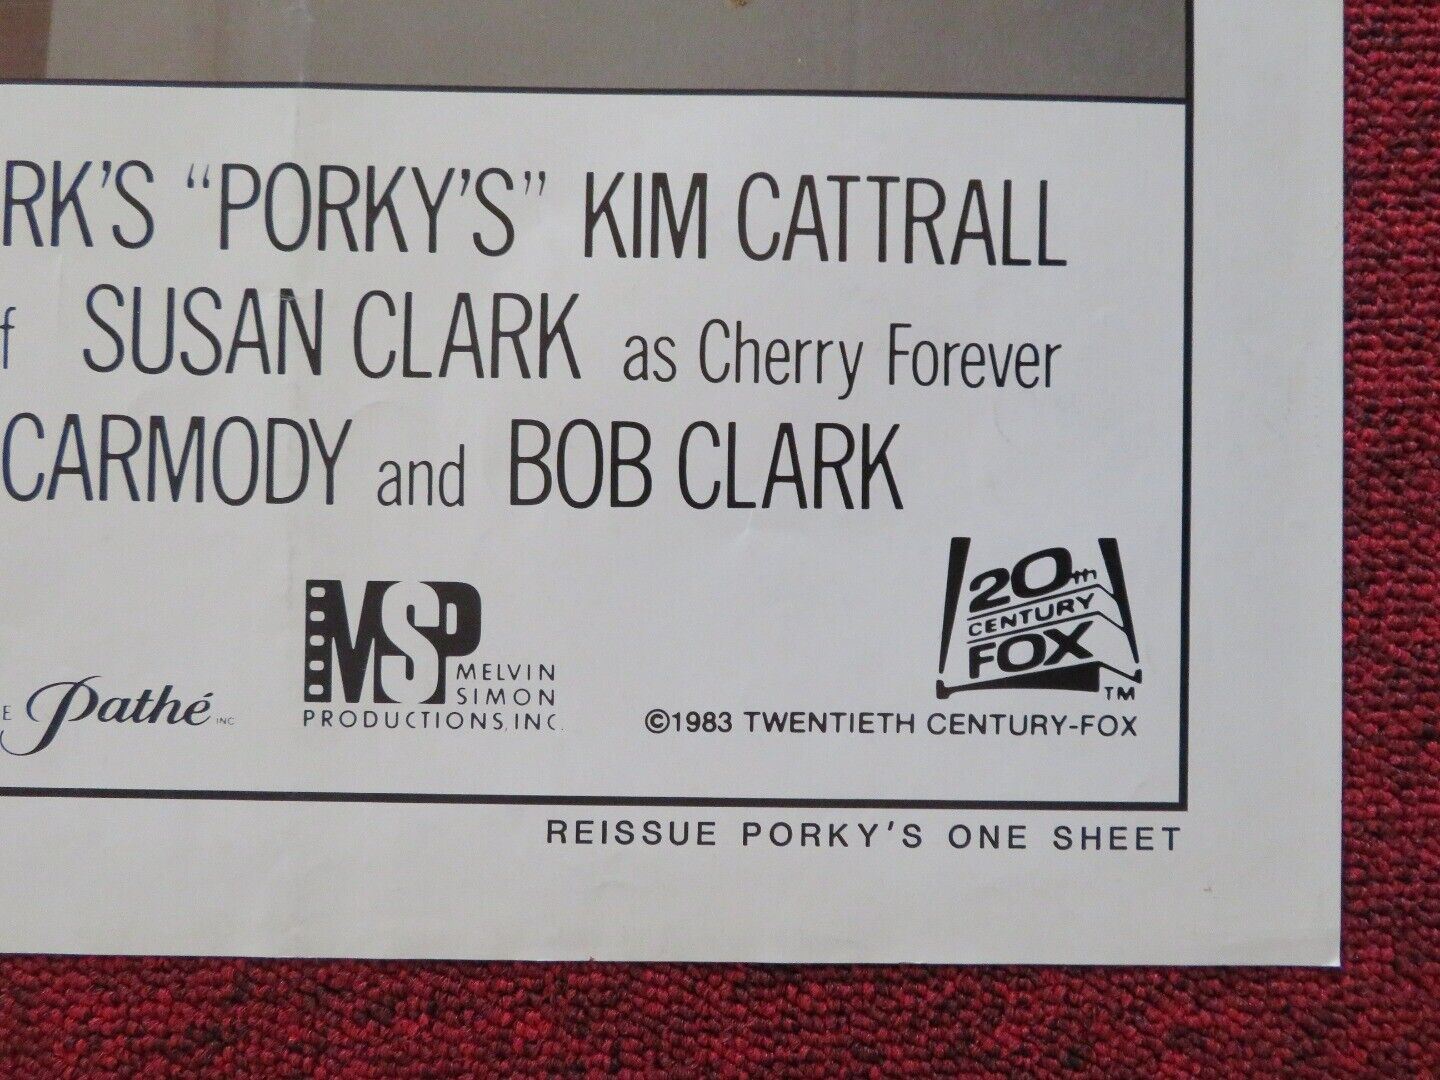 RK'S "PORKY'S" KIM CATTRALL
f SUSAN CLARK as Cherry Forever
CARMODY and BOB CLARK
E Pathé INC
MSP MELVIN
SIMON
PRODUCTIONS, INC.
20th
CENTURY
FOX
TM
©1983 TWENTIETH CENTURY-FOX
REISSUE PORKY'S ONE SHEET